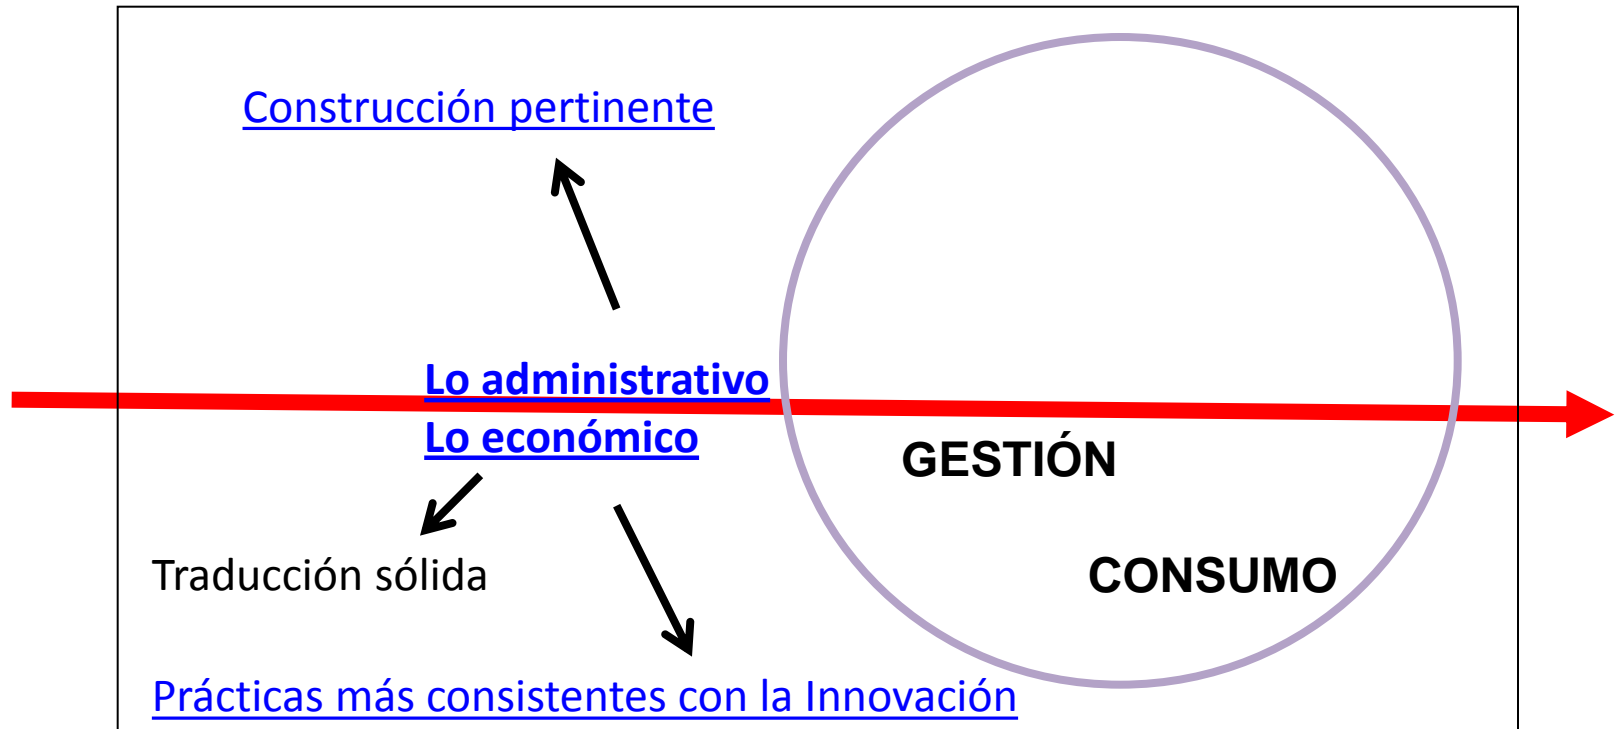 Construcción pertinente
Lo administrativo
Lo económico
GESTIÓN
Traducción sólida
CONSUMO
Prácticas más consistentes con la Innovación